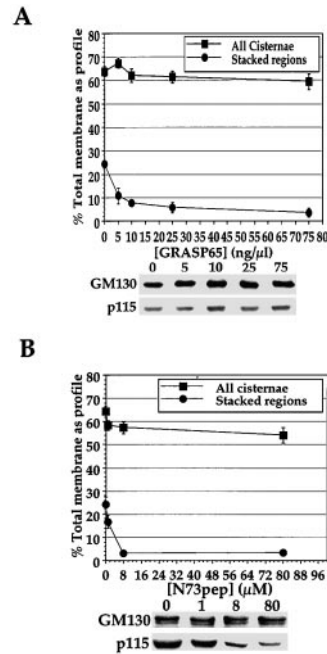 A
All Cisternae
Stacked regions
% Total membrane as profile
80
70
60
50
40
30
20
10
0
0 5 10 15 20 25 30 35 40 45 50 55 60 65 70 75 80
[GRASP65] (ng/µl)
0 5 10 25 75
GM130
p115
B
All cisternae
Stacked regions
% Total membrane as profile
80
70
60
50
40
30
20
10
0
0 8 16 24 32 40 48 56 64 72 80 88 96
[N73pep] (µM)
0 1 8 80
GM130
p115